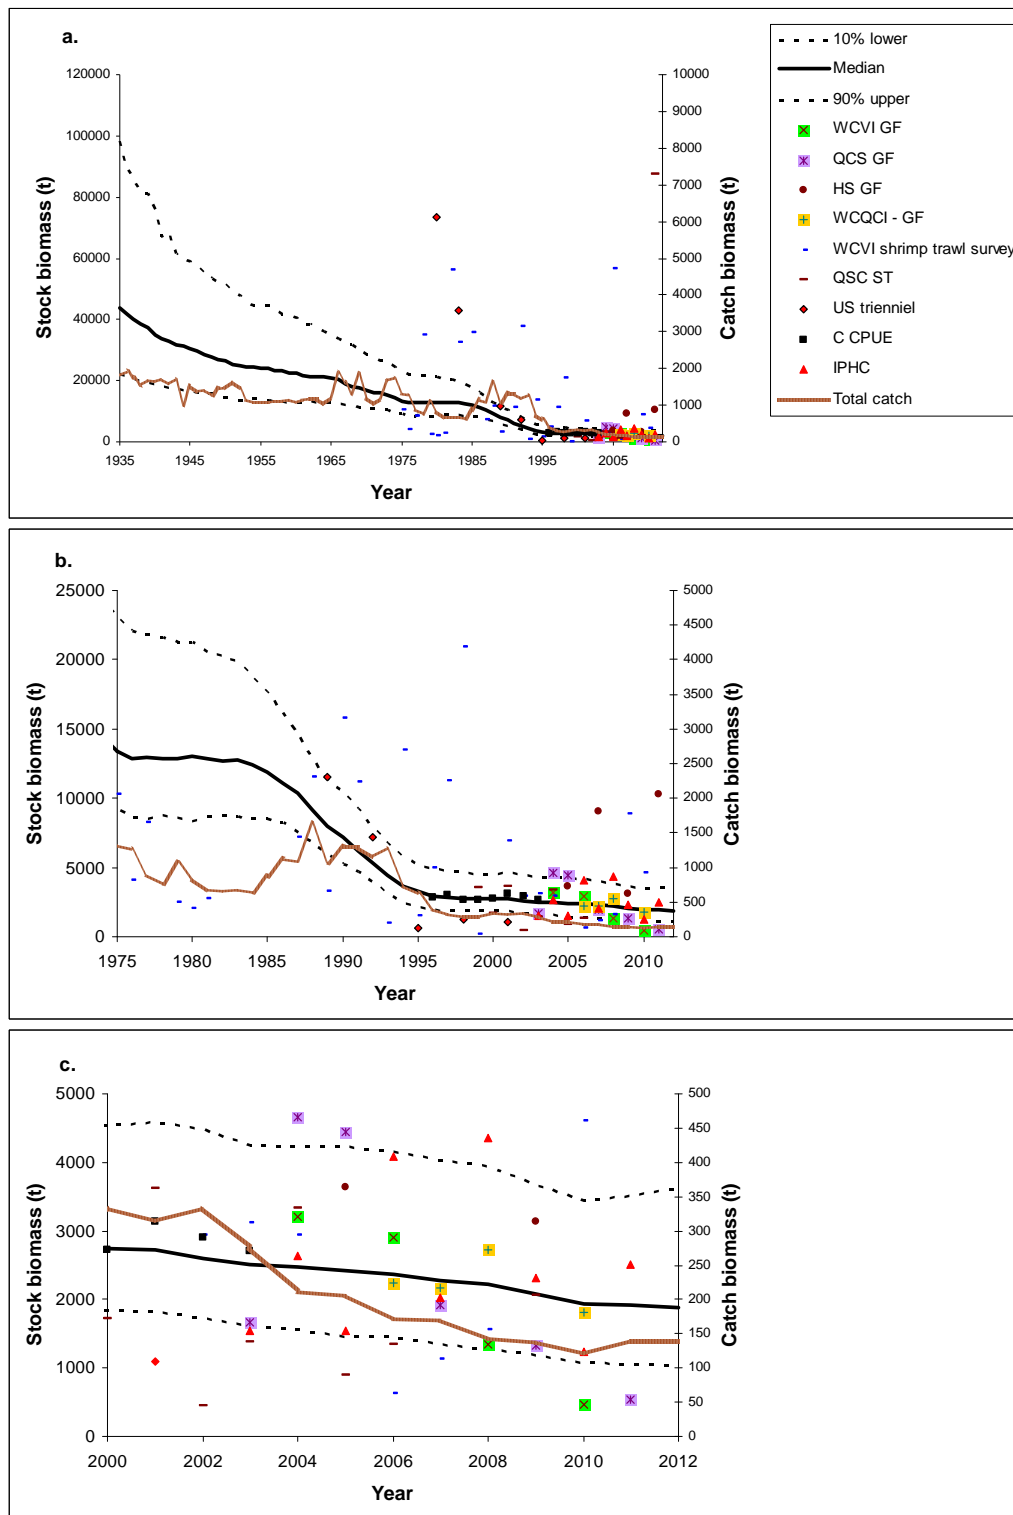 a.
120000
100000
80000
60000
40000
20000
0
Stock biomass (t)
10000
9000
8000
7000
6000
5000
4000
3000
2000
1000
0
Catch biomass (t)
1935 1945 1955 1965 1975 1985 1995 2005
Year
10% lower
Median
90% upper
WCVI GF
QCS GF
HS GF
WCQCI - GF
WCVI shrimp trawl survey
QSC ST
US trienniel
C CPUE
IPHC
Total catch
b.
25000
20000
15000
10000
5000
0
Stock biomass (t)
5000
4500
4000
3500
3000
2500
2000
1500
1000
500
0
Catch biomass (t)
1975 1980 1985 1990 1995 2000 2005 2010
Year
c.
5000
4000
3000
2000
1000
0
Stock biomass (t)
500
450
400
350
300
250
200
150
100
50
0
Catch biomass (t)
2000 2002 2004 2006 2008 2010 2012
Year